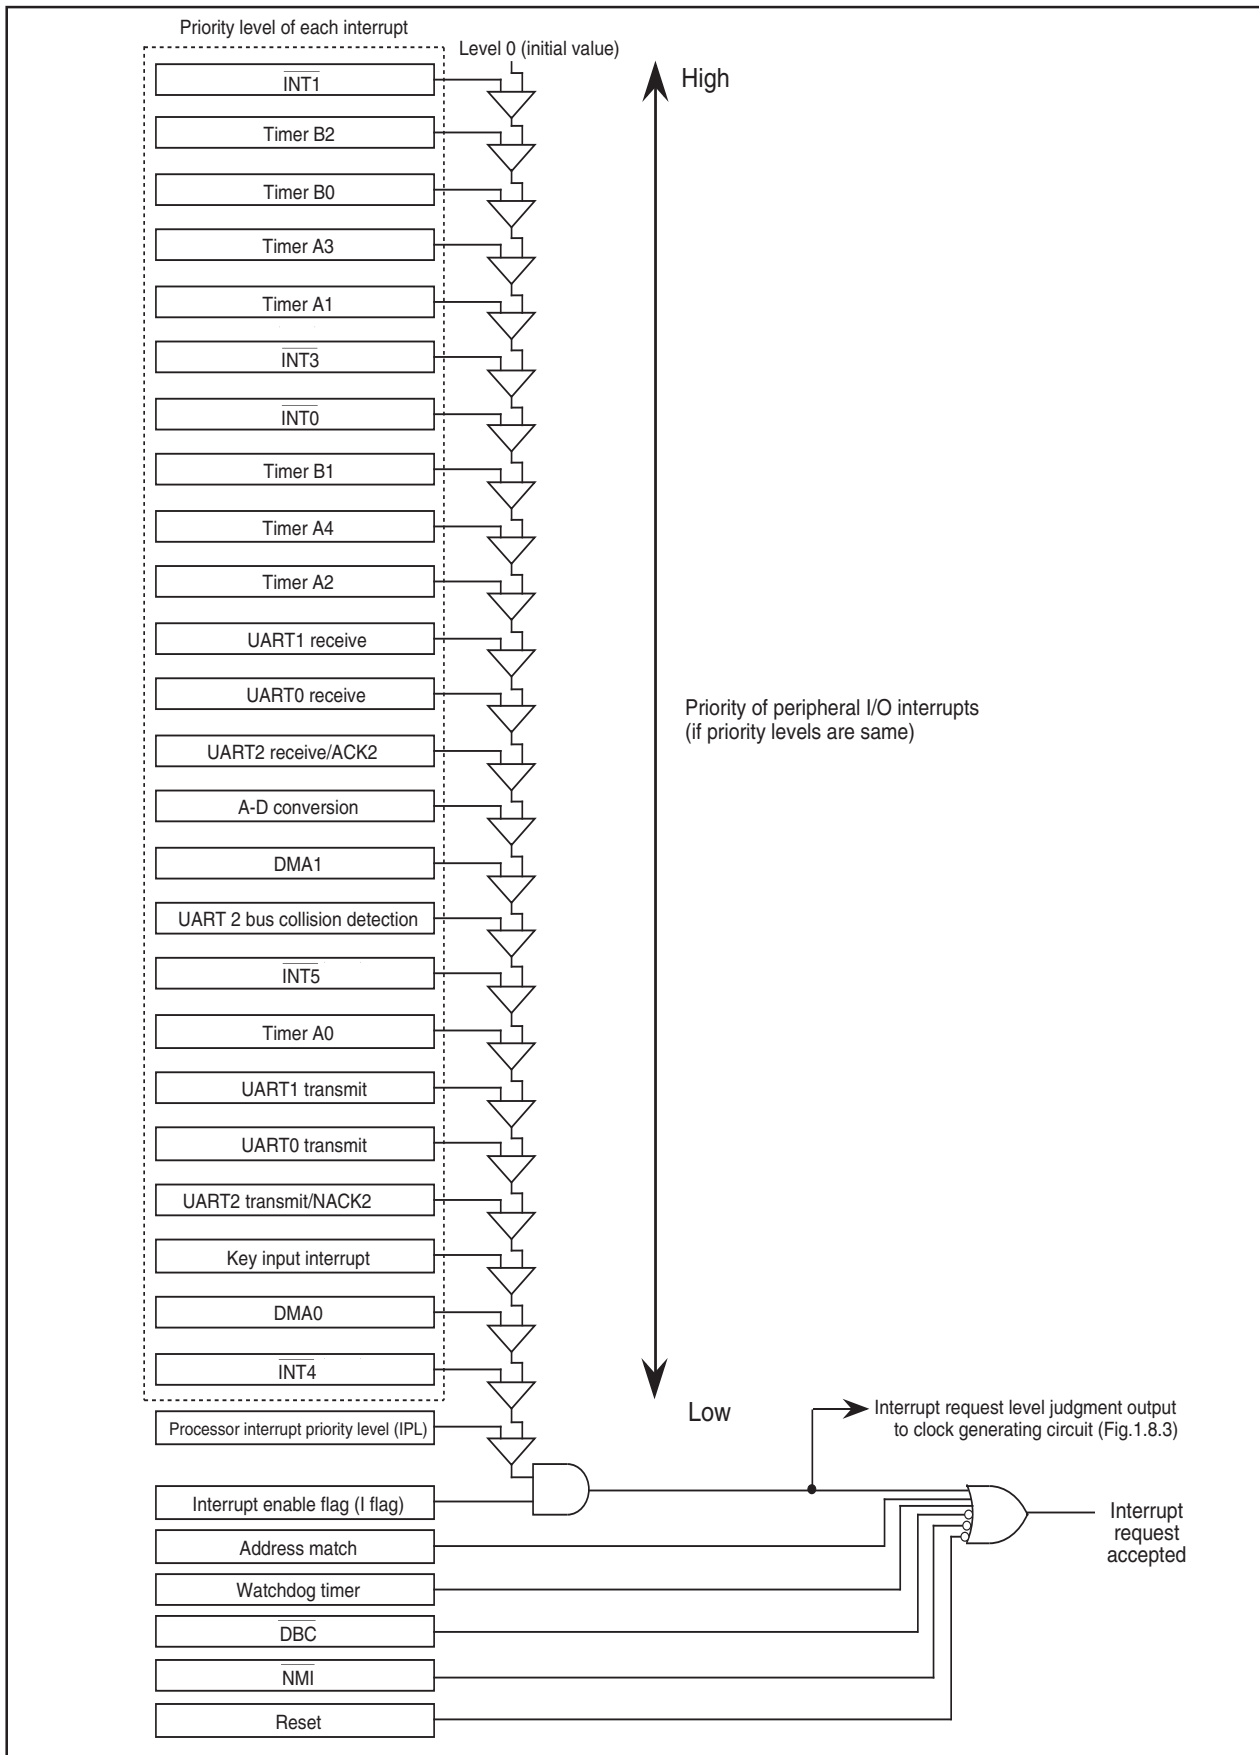 Priority level of each interrupt
Level 0 (initial value)
INT1
High
Timer B2
Timer B0
Timer A3
Timer A1
INT3
INT0
Timer B1
Timer A4
Timer A2
UART1 receive
UART0 receive
Priority of peripheral I/O interrupts
(if priority levels are same)
UART2 receive/ACK2
A-D conversion
DMA1
UART 2 bus collision detection
INT5
Timer A0
UART1 transmit
UART0 transmit
UART2 transmit/NACK2
Key input interrupt
DMA0
INT4
Low
Processor interrupt priority level (IPL)
Interrupt request level judgment output
to clock generating circuit (Fig.1.8.3)
Interrupt enable flag (I flag)
Interrupt
request
accepted
Address match
Watchdog timer
DBC
NMI
Reset